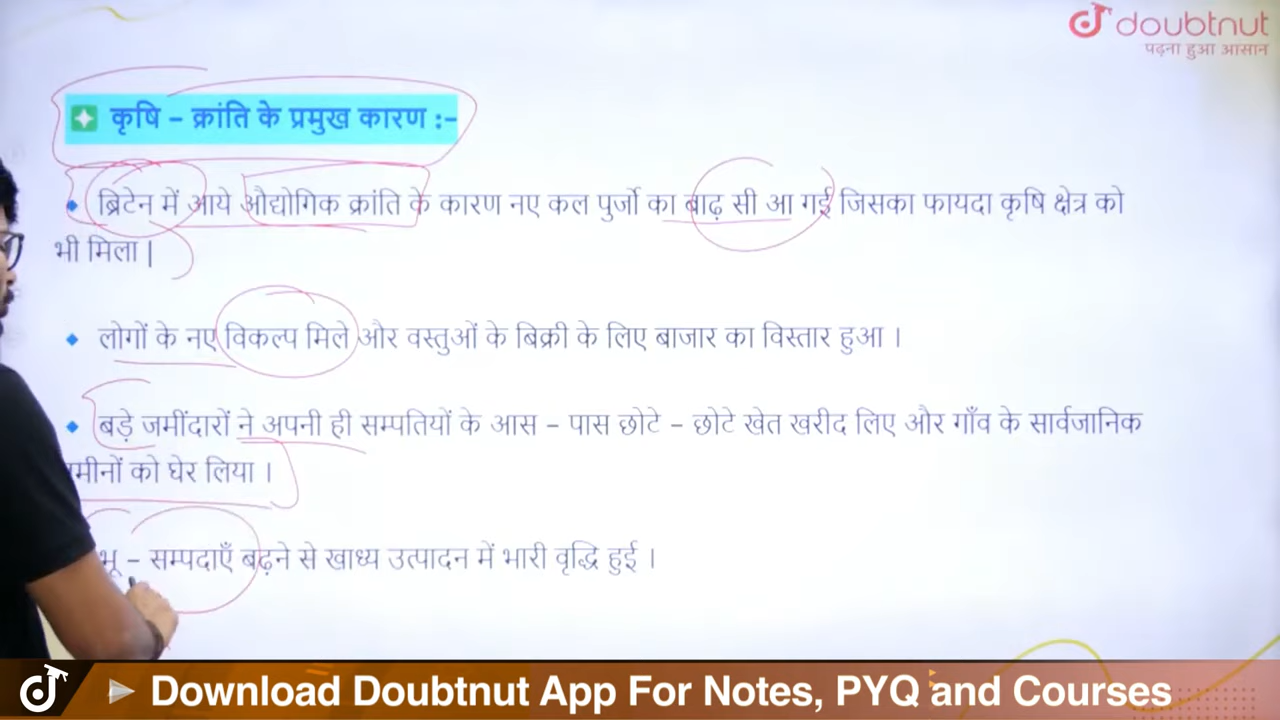 doubtnut
पढ़ना हुआ आसान
कृषि – क्रांति के प्रमुख कारण :-
ब्रिटेन में आये औद्योगिक क्रांति के कारण नए कल पुर्जो का बाढ़ सी आ गई जिसका फायदा कृषि क्षेत्र को
भी मिला |
लोगों के नए विकल्प मिले और वस्तुओं के बिक्री के लिए बाजार का विस्तार हुआ ।
बड़े जमींदारों ने अपनी ही सम्पतियों के आस – पास छोटे – छोटे खेत खरीद लिए और गाँव के सार्वजानिक
मीनों को घेर लिया ।
भू – सम्पदाएँ बढ़ने से खाध्य उत्पादन में भारी वृद्धि हुई ।
Download Doubtnut App For Notes, PYQ and Courses